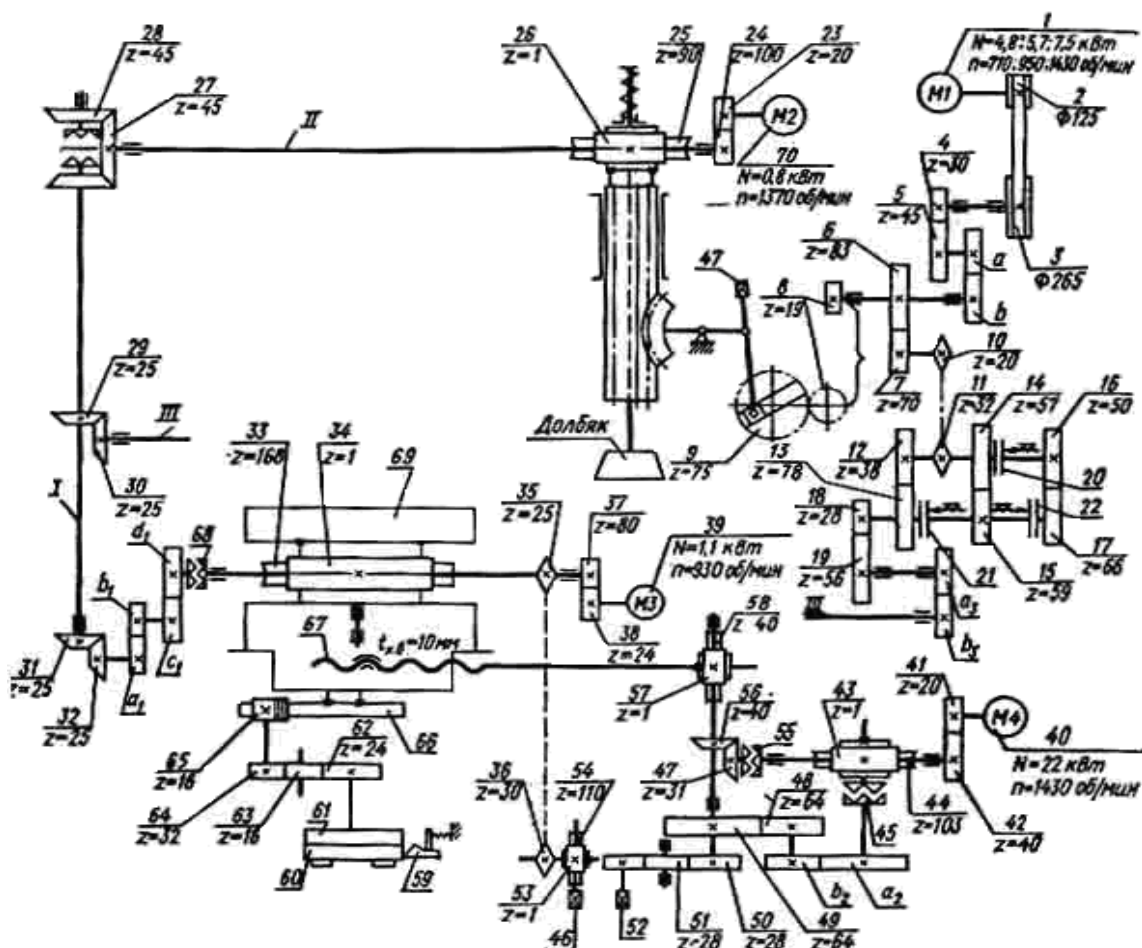 28
z=45
27
z=45
II
26
z=1
25
z=90
24
z=100
23
z=20
M2
70
N=0,8 кВт
n=1370 об/мин
1
N=4,8:5,7:7,5 кВт
n=710:950:1430 об/мин
M1
2
Ф125
4
z=30
5
z=45
a
3
Ф265
b
6
z=83
47
8
z=19
10
z=20
7
z=70
11
z=32
14
z=57
16
z=50
Долбяк
9
z=75
12
z=38
13
z=78
20
22
18
z=28
19
z=56
21
15
z=59
17
z=66
a3
b3
29
z=25
III
30
z=25
I
33
z=168
34
z=1
69
35
z=25
37
z=80
39
N=1,1 кВт
n=930 об/мин
M3
38
z=24
d1
68
b1
c1
a1
31
z=25
32
z=25
67
tх.в=10мм
58
z=40
57
z=1
56
z=40
55
43
z=1
41
z=20
M4
40
N=22 кВт
n=1430 об/мин
42
z=40
44
z=103
45
47
z=31
48
z=64
65
z=18
62
z=24
66
64
z=32
63
z=16
61
60
59
36
z=30
54
z=110
53
z=1
46
52
51
z=28
50
z=28
49
z=64
b2
a2